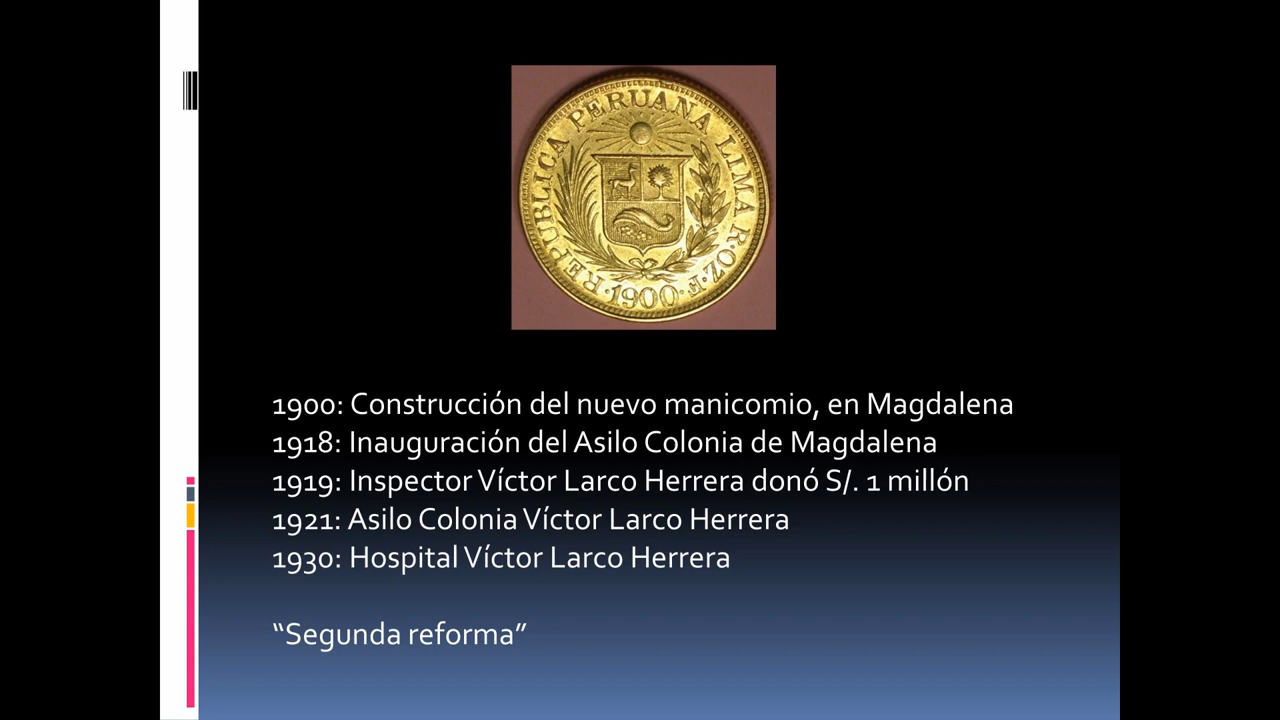 REPUBLICA PERUANA LIMA R.OZ.F.
·1900·
1900: Construcción del nuevo manicomio, en Magdalena
1918: Inauguración del Asilo Colonia de Magdalena
1919: Inspector Víctor Larco Herrera donó S/. 1 millón
1921: Asilo Colonia Víctor Larco Herrera
1930: Hospital Víctor Larco Herrera
“Segunda reforma”